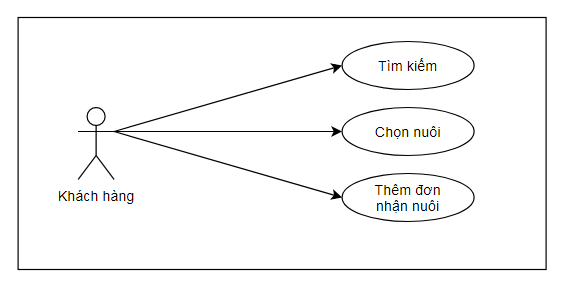 Tìm kiếm
Chọn nuôi
Thêm đơn
nhận nuôi
Khách hàng